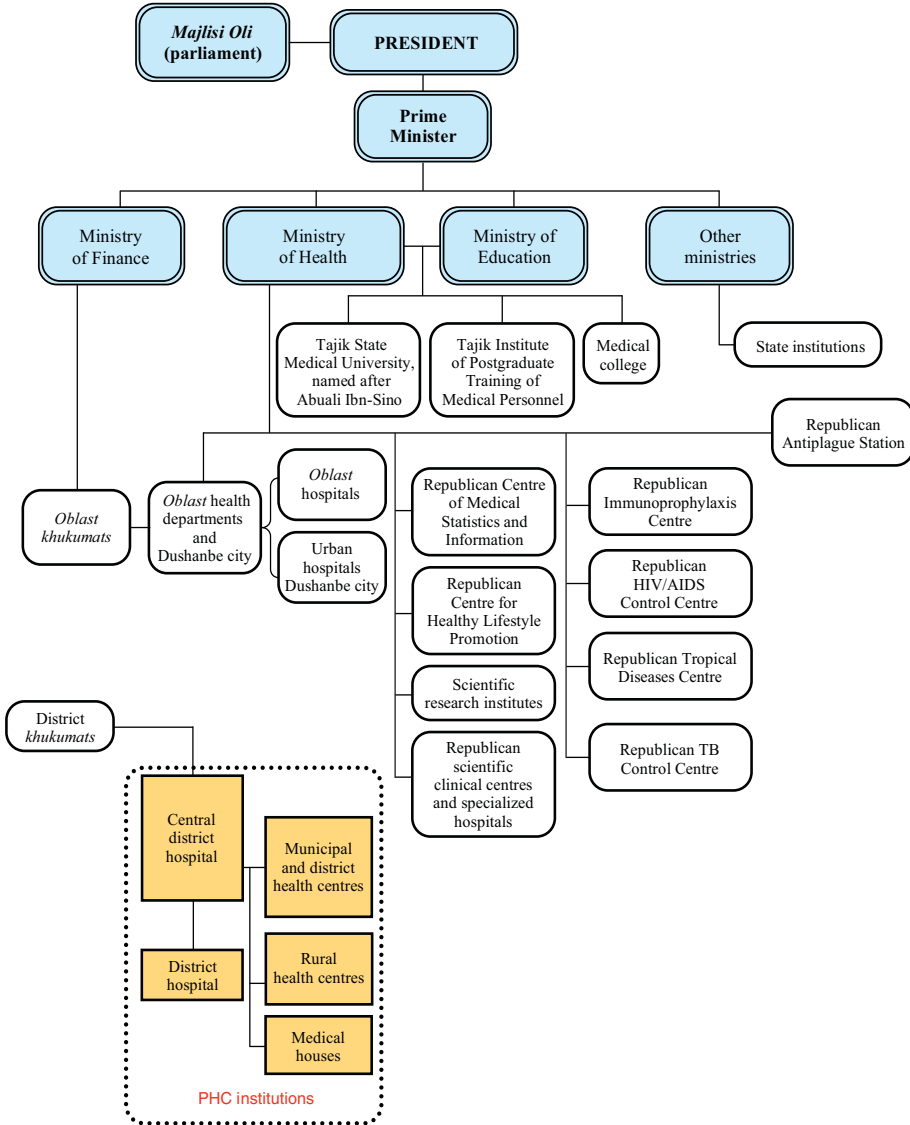 Majlisi Oli
(parliament)
PRESIDENT
Prime
Minister
Ministry
of Finance
Ministry
of Health
Ministry of
Education
Other
ministries
Tajik State
Medical University,
named after
Abuali Ibn-Sino
Tajik Institute
of Postgraduate
Training of
Medical Personnel
Medical
college
State institutions
Republican
Antiplague Station
Oblast
khukumats
Oblast health
departments
and
Dushanbe city
Oblast
hospitals
Urban
hospitals
Dushanbe city
Republican Centre
of Medical
Statistics and
Information
Republican
Centre for
Healthy Lifestyle
Promotion
Scientific
research institutes
Republican
scientific
clinical centres
and specialized
hospitals
Republican
Immunoprophylaxis
Centre
Republican
HIV/AIDS
Control Centre
Republican Tropical
Diseases Centre
Republican TB
Control Centre
District
khukumats
Central
district
hospital
Municipal
and district
health centres
District
hospital
Rural
health centres
Medical
houses
PHC institutions